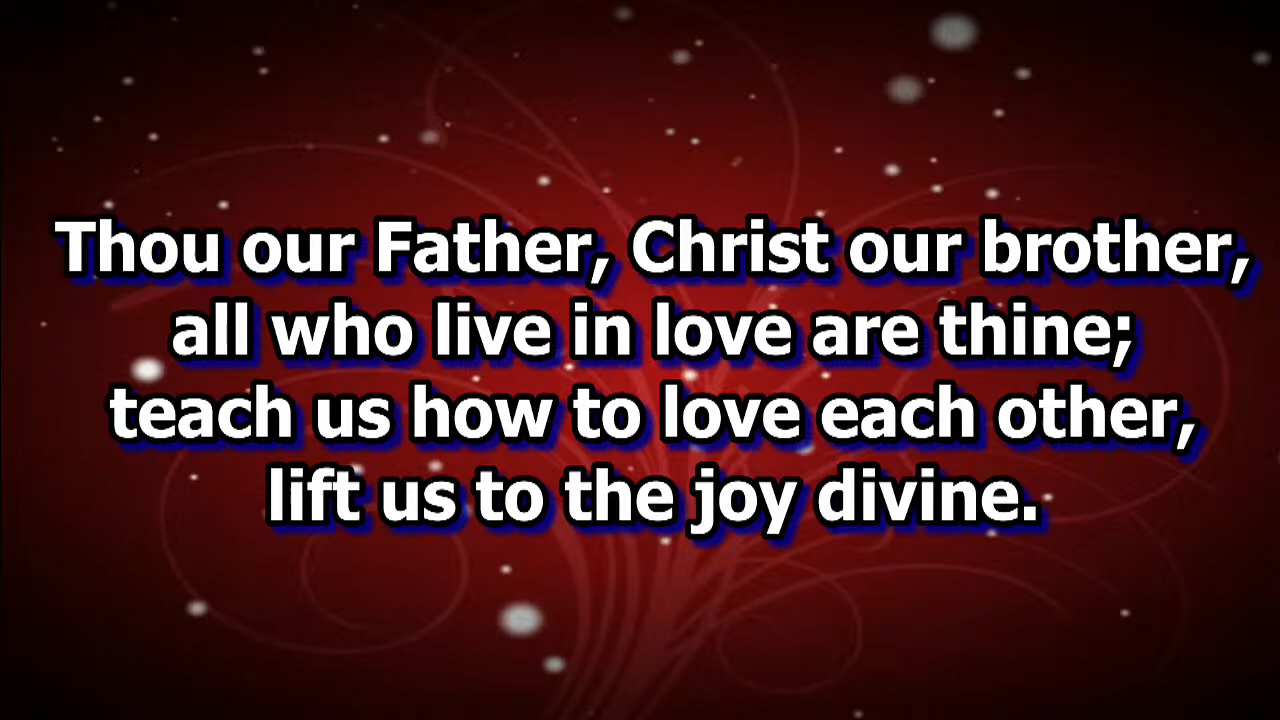 Thou our Father, Christ our brother,
all who live in love are thine;
teach us how to love each other,
lift us to the joy divine.